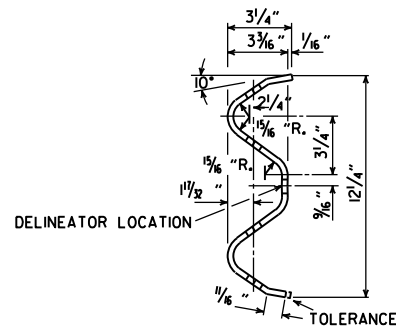 3 1/4"
3 3/16" 1/16"
10°
2 1/4"
15/16 "R.
3 1/4"
12 1/4"
15/16 "R.
1 17/32 "
9/16 "
DELINEATOR LOCATION
11/16 "
TOLERANCE